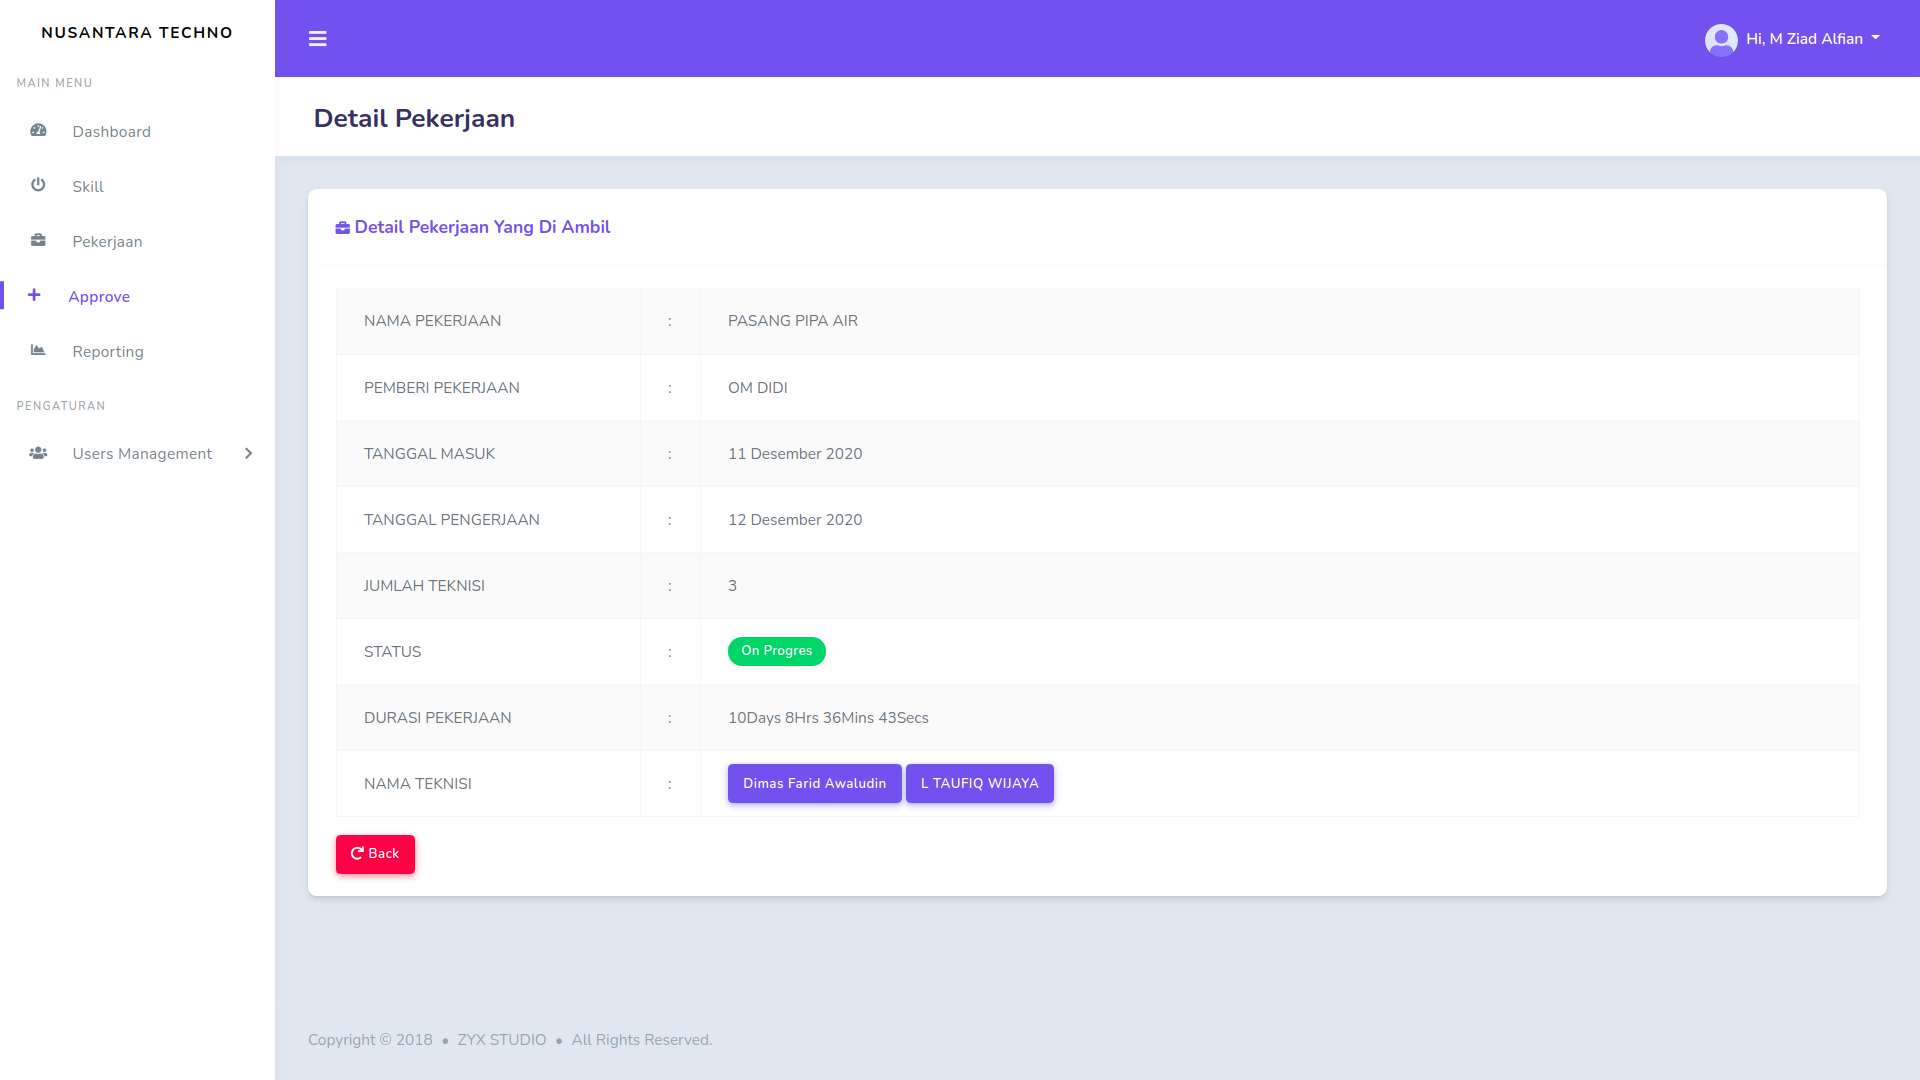 NUSANTARA TECHNO
MAIN MENU
Dashboard
Skill
Pekerjaan
Approve
Reporting
PENGATURAN
Users Management
Hi, M Ziad Alfian
Detail Pekerjaan
Detail Pekerjaan Yang Di Ambil
NAMA PEKERJAAN : PASANG PIPA AIR
PEMBERI PEKERJAAN : OM DIDI
TANGGAL MASUK : 11 Desember 2020
TANGGAL PENGERJAAN : 12 Desember 2020
JUMLAH TEKNISI : 3
STATUS : On Progres
DURASI PEKERJAAN : 10Days 8Hrs 36Mins 43Secs
NAMA TEKNISI : Dimas Farid Awaludin L TAUFIQ WIJAYA
Back
Copyright © 2018 • ZYX STUDIO • All Rights Reserved.